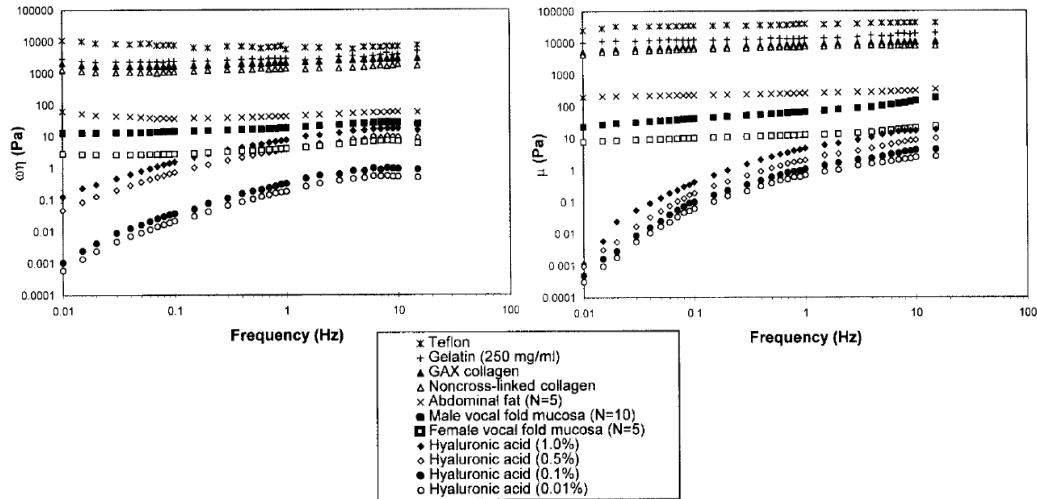 100000
10000
1000
100
10
1
0.1
0.01
0.001
0.0001
ωη (Pa)
0.01 0.1 1 10 100
Frequency (Hz)
100000
10000
1000
100
10
1
0.1
0.01
0.001
0.0001
μ (Pa)
0.01 0.1 1 10 100
Frequency (Hz)
Teflon
Gelatin (250 mg/ml)
GAX collagen
Noncross-linked collagen
Abdominal fat (N=5)
Male vocal fold mucosa (N=10)
Female vocal fold mucosa (N=5)
Hyaluronic acid (1.0%)
Hyaluronic acid (0.5%)
Hyaluronic acid (0.1%)
Hyaluronic acid (0.01%)